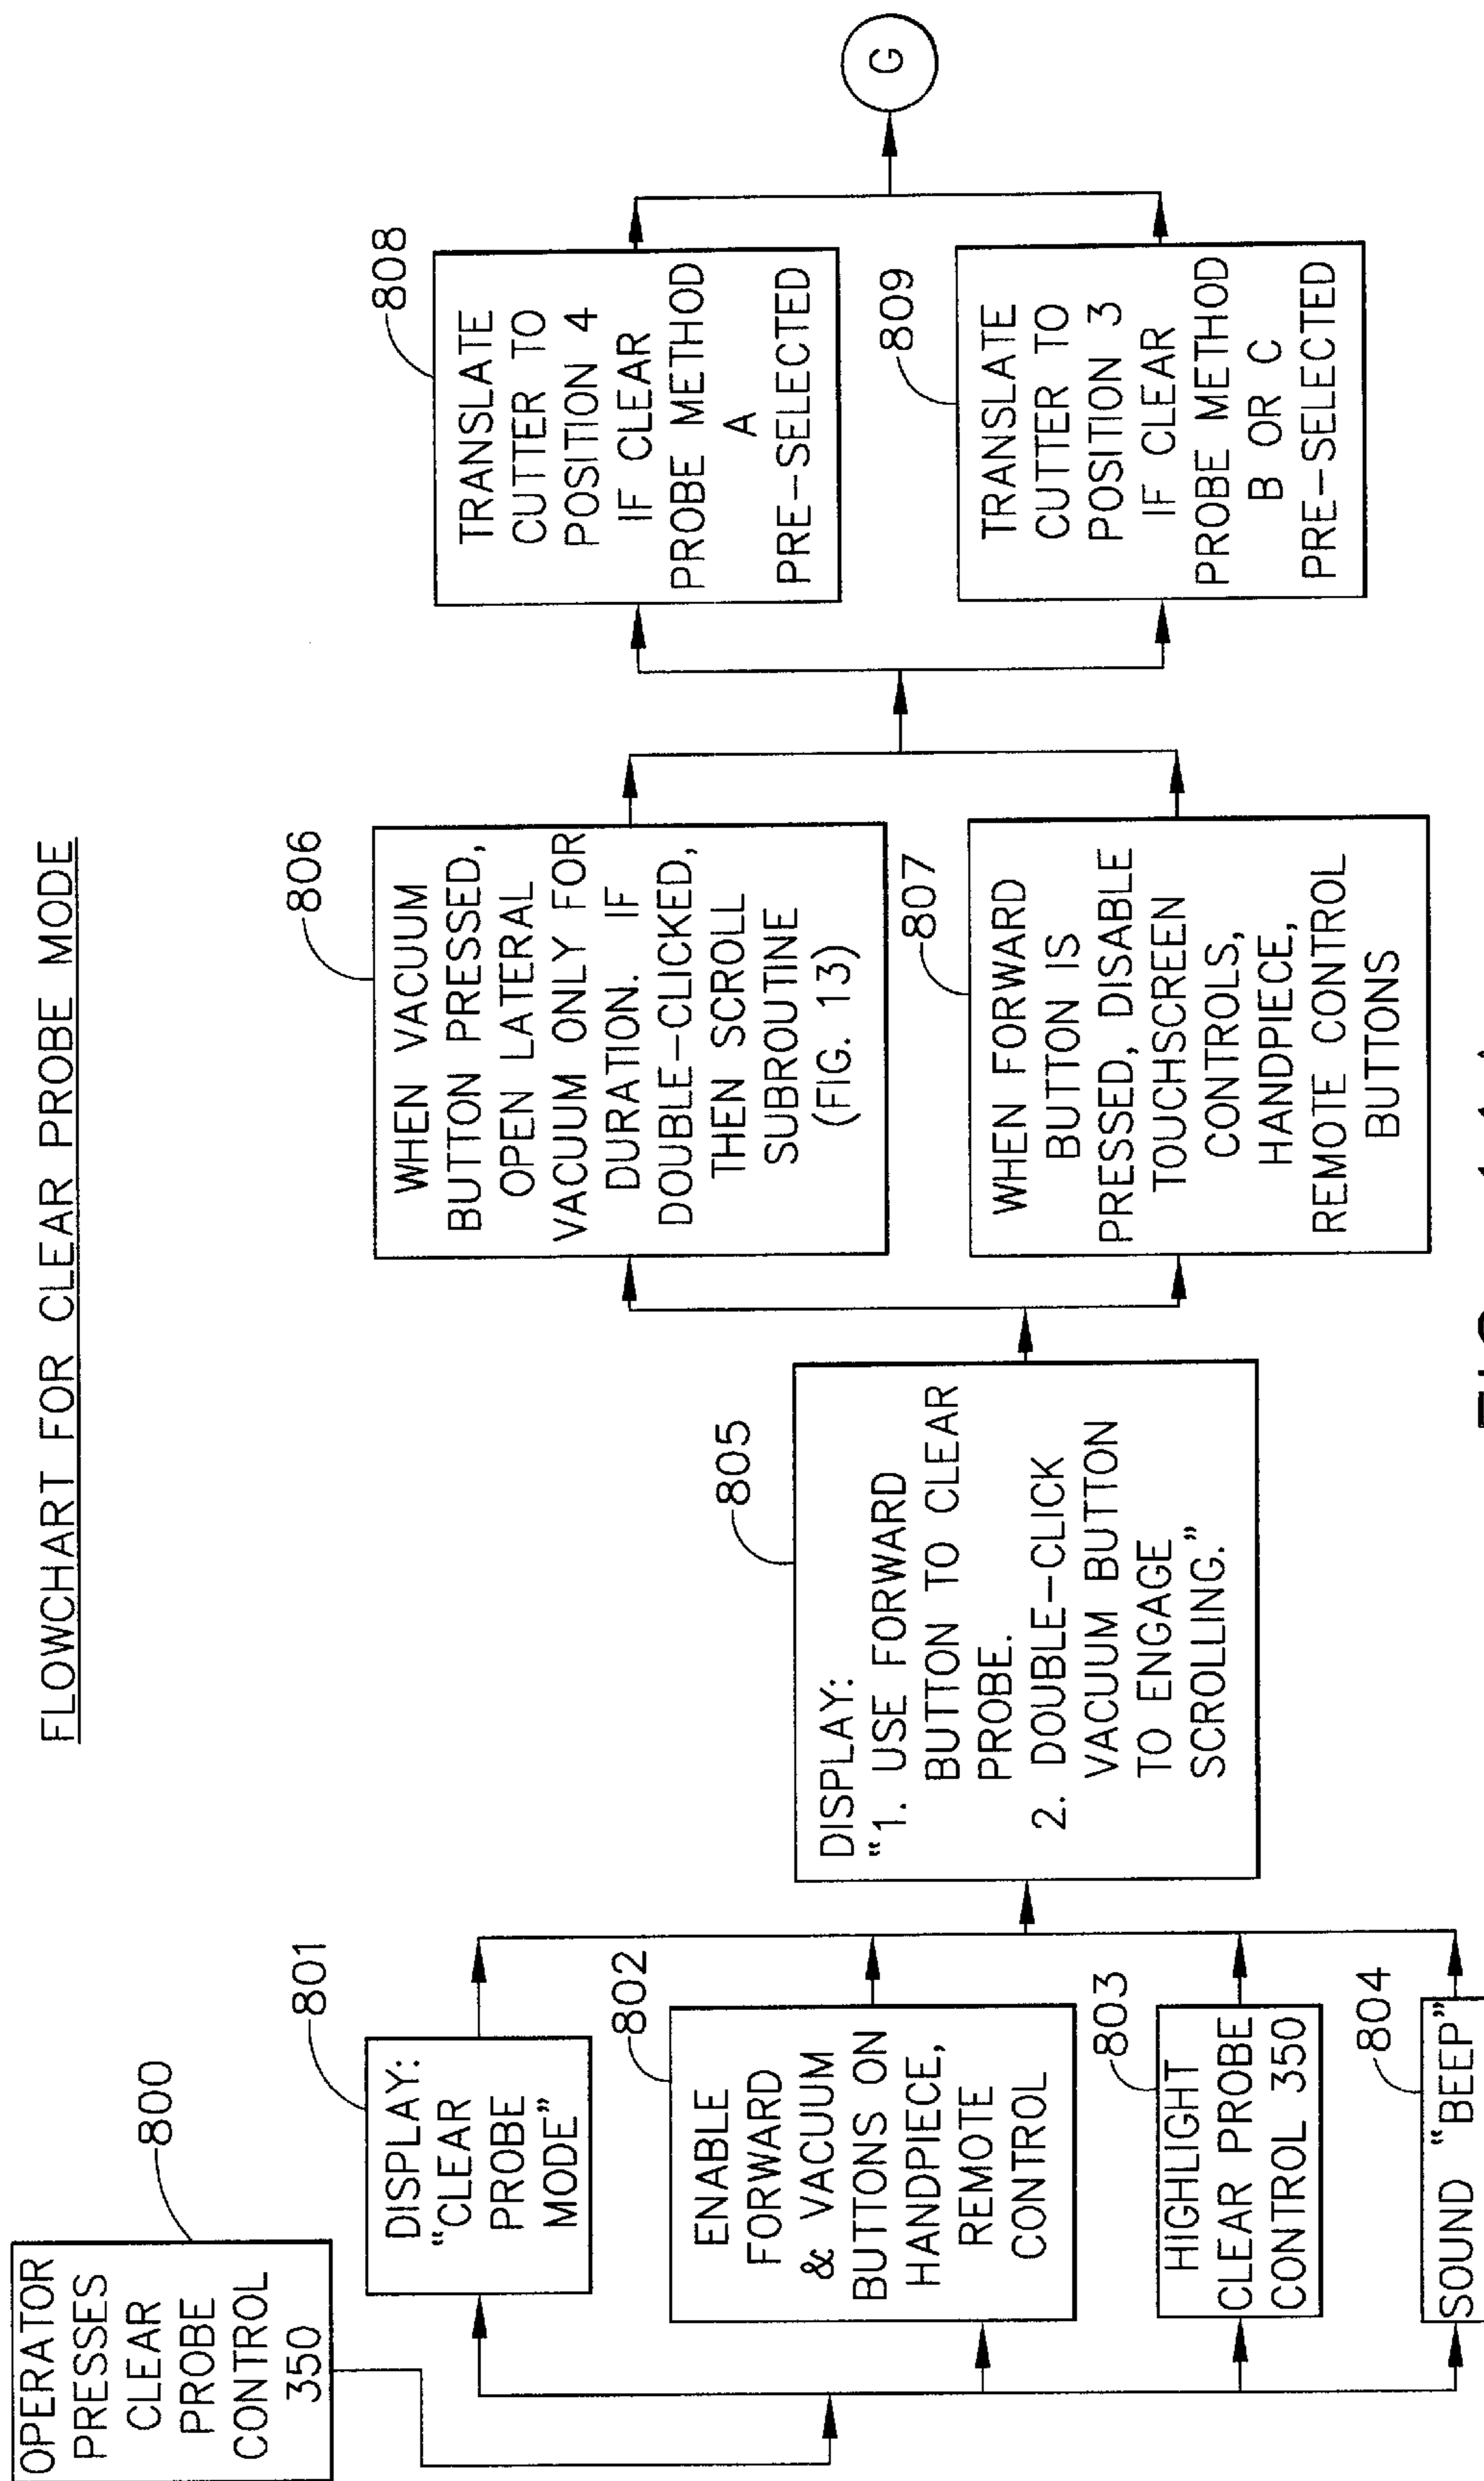 FLOWCHART FOR CLEAR PROBE MODE
OPERATOR
PRESSES
CLEAR
PROBE
CONTROL
350
800
DISPLAY:
“CLEAR
PROBE
MODE”
801
ENABLE
FORWARD
& VACUUM
BUTTONS ON
HANDPIECE,
REMOTE
CONTROL
802
HIGHLIGHT
CLEAR PROBE
CONTROL 350
803
SOUND “BEEP”
804
DISPLAY:
“1. USE FORWARD
BUTTON TO CLEAR
PROBE.
2. DOUBLE-CLICK
VACUUM BUTTON
TO ENGAGE
SCROLLING.”
805
WHEN VACUUM
BUTTON PRESSED,
OPEN LATERAL
VACUUM ONLY FOR
DURATION. IF
DOUBLE-CLICKED,
THEN SCROLL
SUBROUTINE
(FIG. 13)
806
WHEN FORWARD
BUTTON IS
PRESSED, DISABLE
TOUCHSCREEN
CONTROLS,
HANDPIECE,
REMOTE CONTROL
BUTTONS
807
TRANSLATE
CUTTER TO
POSITION 4
IF CLEAR
PROBE METHOD
A
PRE-SELECTED
808
TRANSLATE
CUTTER TO
POSITION 3
IF CLEAR
PROBE METHOD
B OR C
PRE-SELECTED
809
G